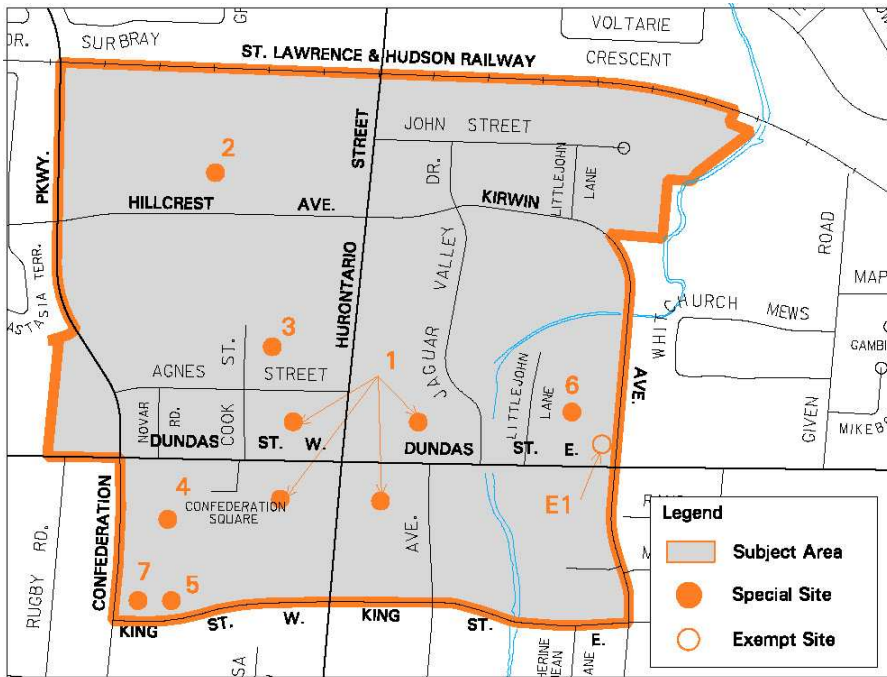 VOLTARIE
CRESCENT
DR.
SURBRAY
ST. LAWRENCE & HUDSON RAILWAY
JOHN STREET
STREET
2
PKWY.
HILLCREST AVE.
DR.
LITTLEJOHN
LANE
KIRWIN
HURONTARIO
JAGUAR VALLEY
ROAD
MAP
WHITCHURCH MEWS
GAMBI
3
1
AGNES STREET
ST.
COOK
NOVAR
RD.
LITTLEJOHN
LANE
6
AVE.
GIVEN
MIKEB
DUNDAS ST. W.
DUNDAS ST. E.
E1
4
CONFEDERATION
SQUARE
AVE.
CONFEDERATION
RUGBY RD.
7
5
KING ST. W.
KING ST. E.
Legend
Subject Area
Special Site
Exempt Site